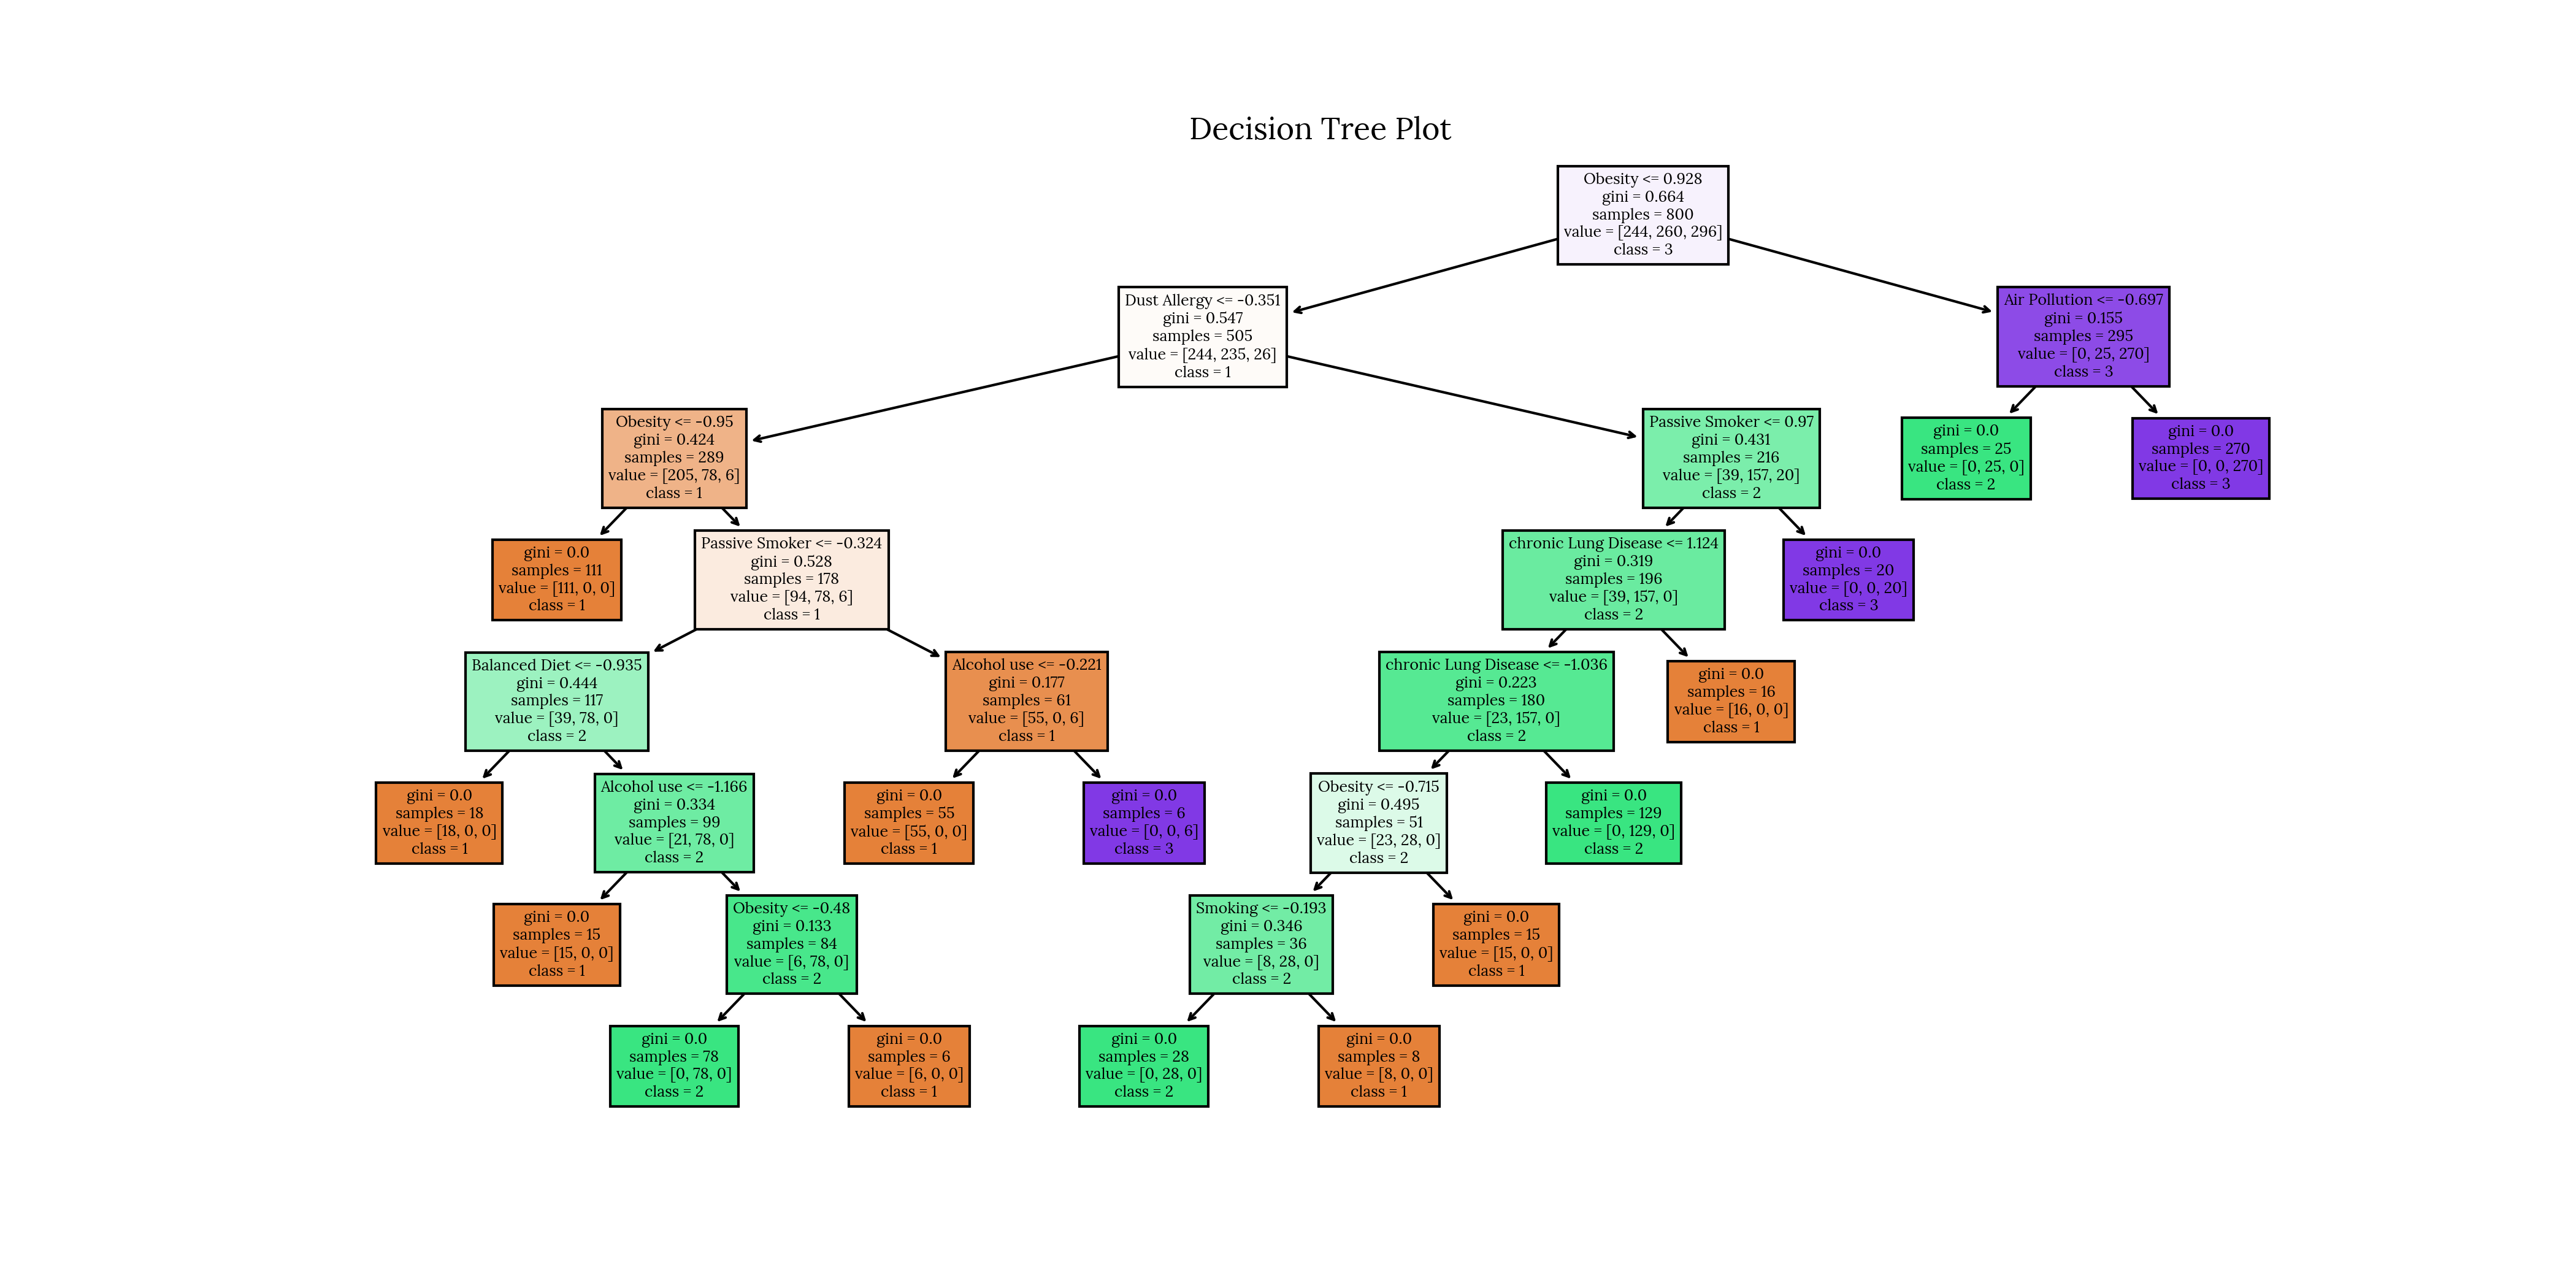 Decision Tree Plot
Obesity <= 0.928
gini = 0.664
samples = 800
value = [244, 260, 296]
class = 3
Dust Allergy <= -0.351
gini = 0.547
samples = 505
value = [244, 235, 26]
class = 1
Air Pollution <= -0.697
gini = 0.155
samples = 295
value = [0, 25, 270]
class = 3
Obesity <= -0.95
gini = 0.424
samples = 289
value = [205, 78, 6]
class = 1
Passive Smoker <= 0.97
gini = 0.431
samples = 216
value = [39, 157, 20]
class = 2
gini = 0.0
samples = 25
value = [0, 25, 0]
class = 2
gini = 0.0
samples = 270
value = [0, 0, 270]
class = 3
gini = 0.0
samples = 111
value = [111, 0, 0]
class = 1
Passive Smoker <= -0.324
gini = 0.528
samples = 178
value = [94, 78, 6]
class = 1
chronic Lung Disease <= 1.124
gini = 0.319
samples = 196
value = [39, 157, 0]
class = 2
gini = 0.0
samples = 20
value = [0, 0, 20]
class = 3
Balanced Diet <= -0.935
gini = 0.444
samples = 117
value = [39, 78, 0]
class = 2
Alcohol use <= -0.221
gini = 0.177
samples = 61
value = [55, 0, 6]
class = 1
chronic Lung Disease <= -1.036
gini = 0.223
samples = 180
value = [23, 157, 0]
class = 2
gini = 0.0
samples = 16
value = [16, 0, 0]
class = 1
gini = 0.0
samples = 18
value = [18, 0, 0]
class = 1
Alcohol use <= -1.166
gini = 0.334
samples = 99
value = [21, 78, 0]
class = 2
gini = 0.0
samples = 55
value = [55, 0, 0]
class = 1
gini = 0.0
samples = 6
value = [0, 0, 6]
class = 3
Obesity <= -0.715
gini = 0.495
samples = 51
value = [23, 28, 0]
class = 2
gini = 0.0
samples = 129
value = [0, 129, 0]
class = 2
gini = 0.0
samples = 15
value = [15, 0, 0]
class = 1
Obesity <= -0.48
gini = 0.133
samples = 84
value = [6, 78, 0]
class = 2
Smoking <= -0.193
gini = 0.346
samples = 36
value = [8, 28, 0]
class = 2
gini = 0.0
samples = 15
value = [15, 0, 0]
class = 1
gini = 0.0
samples = 78
value = [0, 78, 0]
class = 2
gini = 0.0
samples = 6
value = [6, 0, 0]
class = 1
gini = 0.0
samples = 28
value = [0, 28, 0]
class = 2
gini = 0.0
samples = 8
value = [8, 0, 0]
class = 1